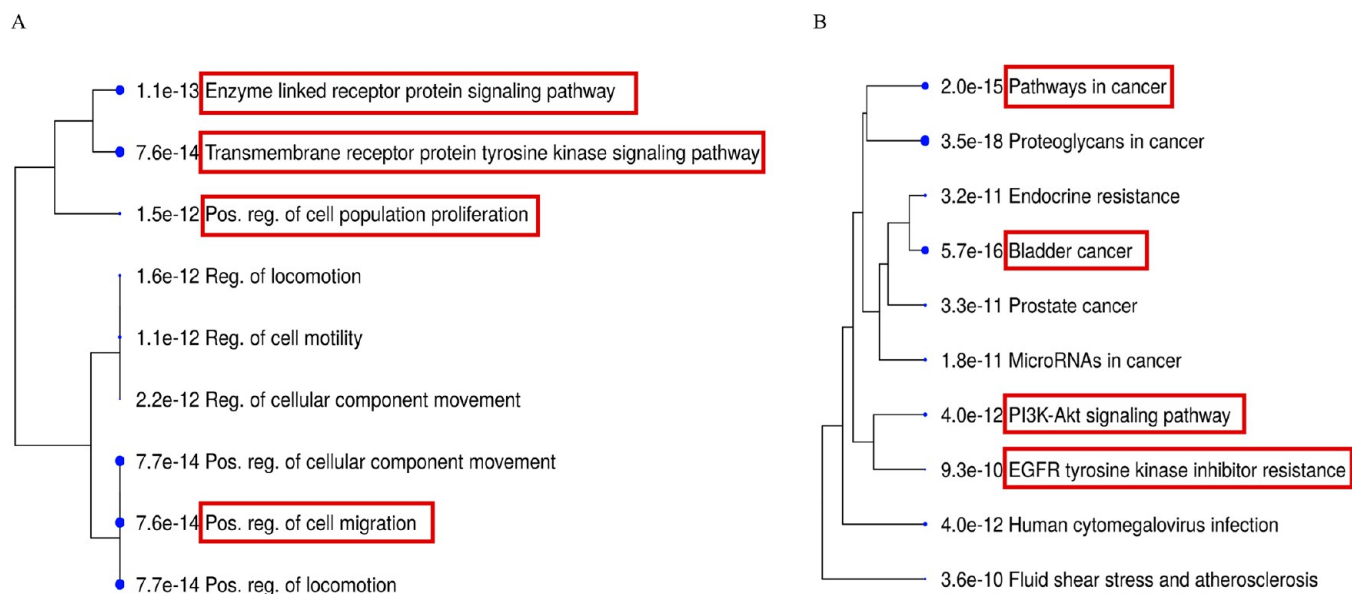 A
1.1e-13 Enzyme linked receptor protein signaling pathway
7.6e-14 Transmembrane receptor protein tyrosine kinase signaling pathway
1.5e-12 Pos. reg. of cell population proliferation
1.6e-12 Reg. of locomotion
1.1e-12 Reg. of cell motility
2.2e-12 Reg. of cellular component movement
7.7e-14 Pos. reg. of cellular component movement
7.6e-14 Pos. reg. of cell migration
7.7e-14 Pos. reg. of locomotion
B
2.0e-15 Pathways in cancer
3.5e-18 Proteoglycans in cancer
3.2e-11 Endocrine resistance
5.7e-16 Bladder cancer
3.3e-11 Prostate cancer
1.8e-11 MicroRNAs in cancer
4.0e-12 PI3K-Akt signaling pathway
9.3e-10 EGFR tyrosine kinase inhibitor resistance
4.0e-12 Human cytomegalovirus infection
3.6e-10 Fluid shear stress and atherosclerosis